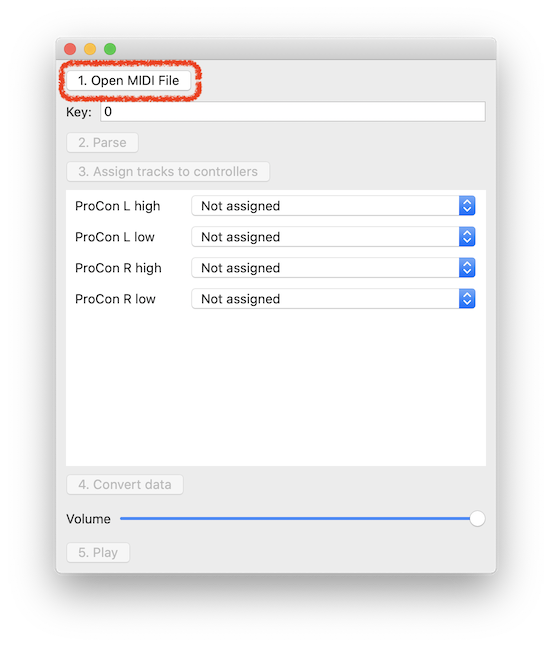 1. Open MIDI File
Key: 0
2. Parse
3. Assign tracks to controllers
ProCon L high Not assigned
ProCon L low Not assigned
ProCon R high Not assigned
ProCon R low Not assigned
4. Convert data
Volume
5. Play